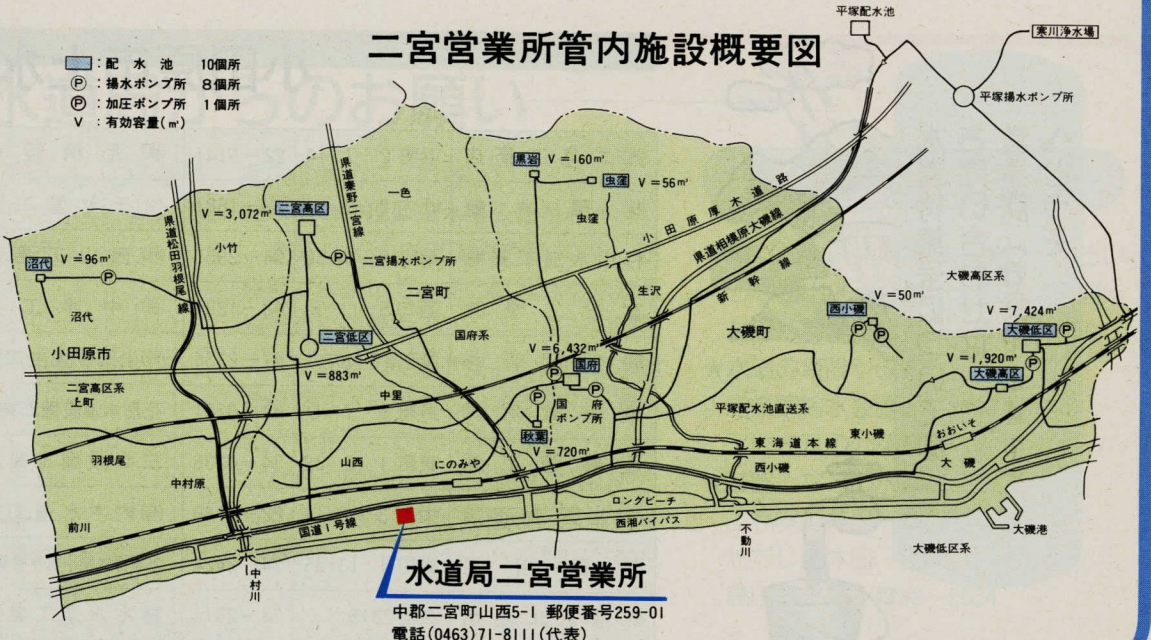 二宮営業所管内施設概要図
:配水池 10個所
Ⓟ:揚水ポンプ所 8個所
Ⓟ:加圧ポンプ所 1個所
V:有効容量(㎥)
平塚配水池
寒川浄水場
平塚揚水ポンプ所
県道秦野二宮線
一色
黒岩 V=160㎥
虫窪 V=56㎥
虫窪
小田原厚木道路
県道相模原大磯線
新幹線
V=3,072㎥
二宮高区
県道松田羽根尾線
小竹
Ⓟ 二宮揚水ポンプ所
V=96㎥
沼代
Ⓟ
沼代
二宮町
生沢
大磯高区系
V=50㎥
西小磯
Ⓟ
Ⓟ
大磯町
V=7,424㎥
大磯低区
Ⓟ
二宮低区
国府系
小田原市
V=6,432㎥
国府
Ⓟ
Ⓟ
V=1,920㎥
大磯高区
Ⓟ
V=883㎥
二宮高区系
上町
中里
Ⓟ
国府
ポンプ所
平塚配水池直送系
秋葉
V=720㎥
東海道本線
東小磯
おおいそ
羽根尾
山西
にのみや
西小磯
大磯
中村原
ロングビーチ
前川
国道1号線
西湘バイパス
不動川
大磯港
大磯低区系
中村川
水道局二宮営業所
中郡二宮町山西5-1 郵便番号259-01
電話(0463)71-8111(代表)